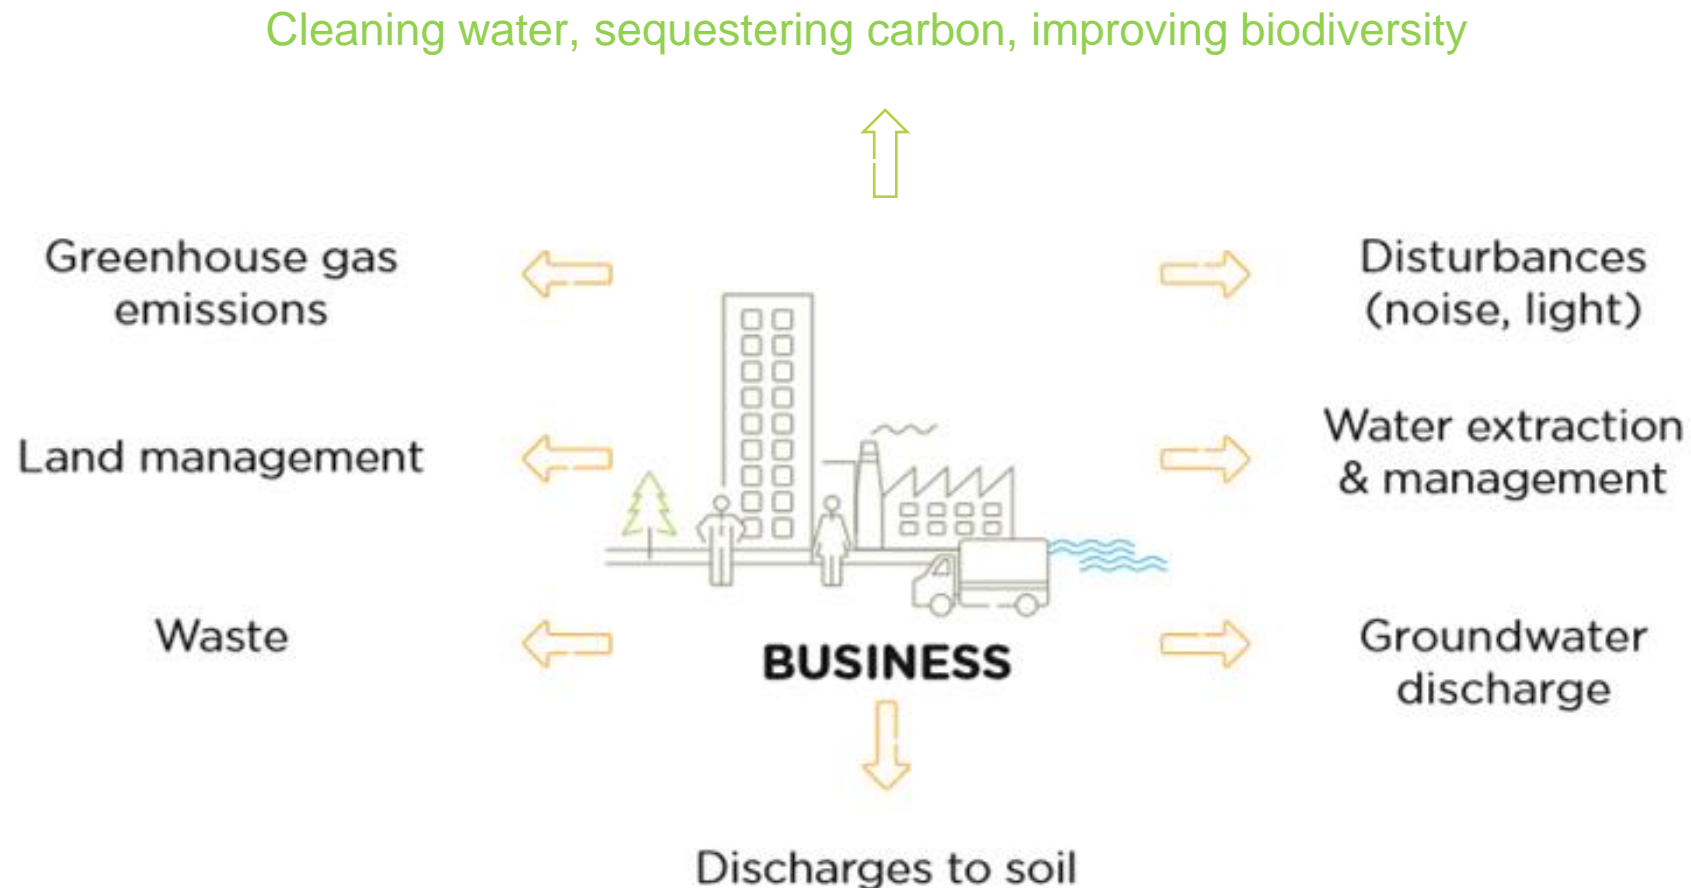 Cleaning water, sequestering carbon, improving biodiversity
Greenhouse gas
emissions
Disturbances
(noise, light)
Land management
Water extraction
& management
Waste
BUSINESS
Groundwater
discharge
Discharges to soil